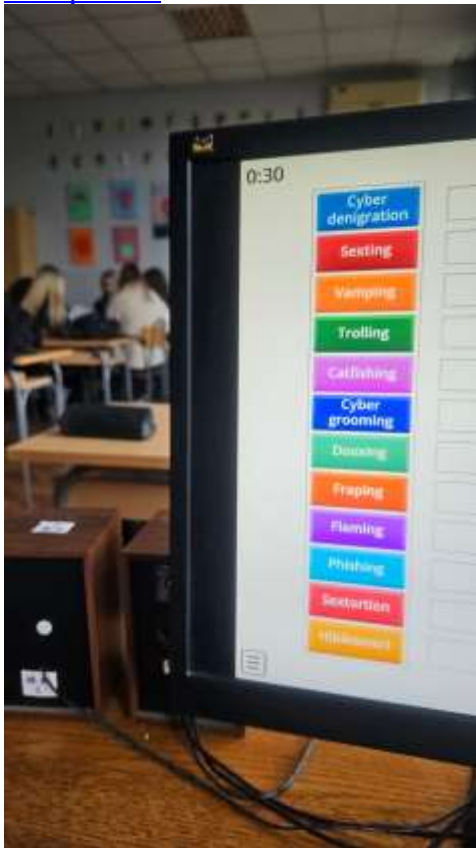 0:30
Cyber
denigration
Sexting
Vamping
Trolling
Catfishing
Cyber
grooming
Doxxing
Fraping
Flaming
Phishing
Sextortion